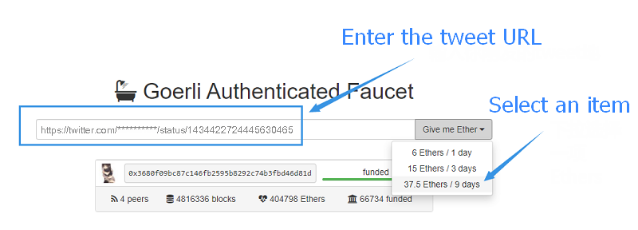 Enter the tweet URL
Goerli Authenticated Faucet
Select an item
https://twitter.com/**********/status/1434422724445630465
Give me Ether
6 Ethers / 1 day
15 Ethers / 3 days
37.5 Ethers / 9 days
0x3680f09bc87c146fb2595b8292c74b3fbd46d81d
funded
4 peers
4816336 blocks
404798 Ethers
66734 funded